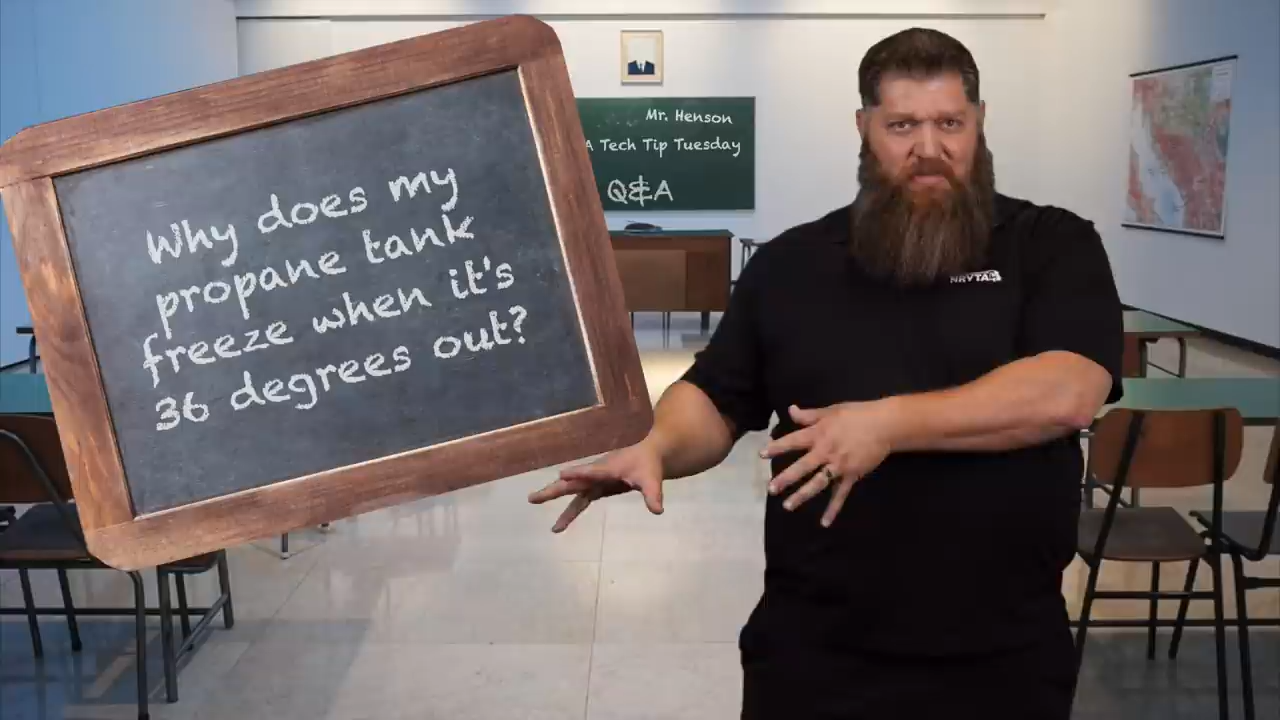 Why does my
propane tank
freeze when it's
36 degrees out?
Mr. Henson
A Tech Tip Tuesday
Q&A
NRVTA